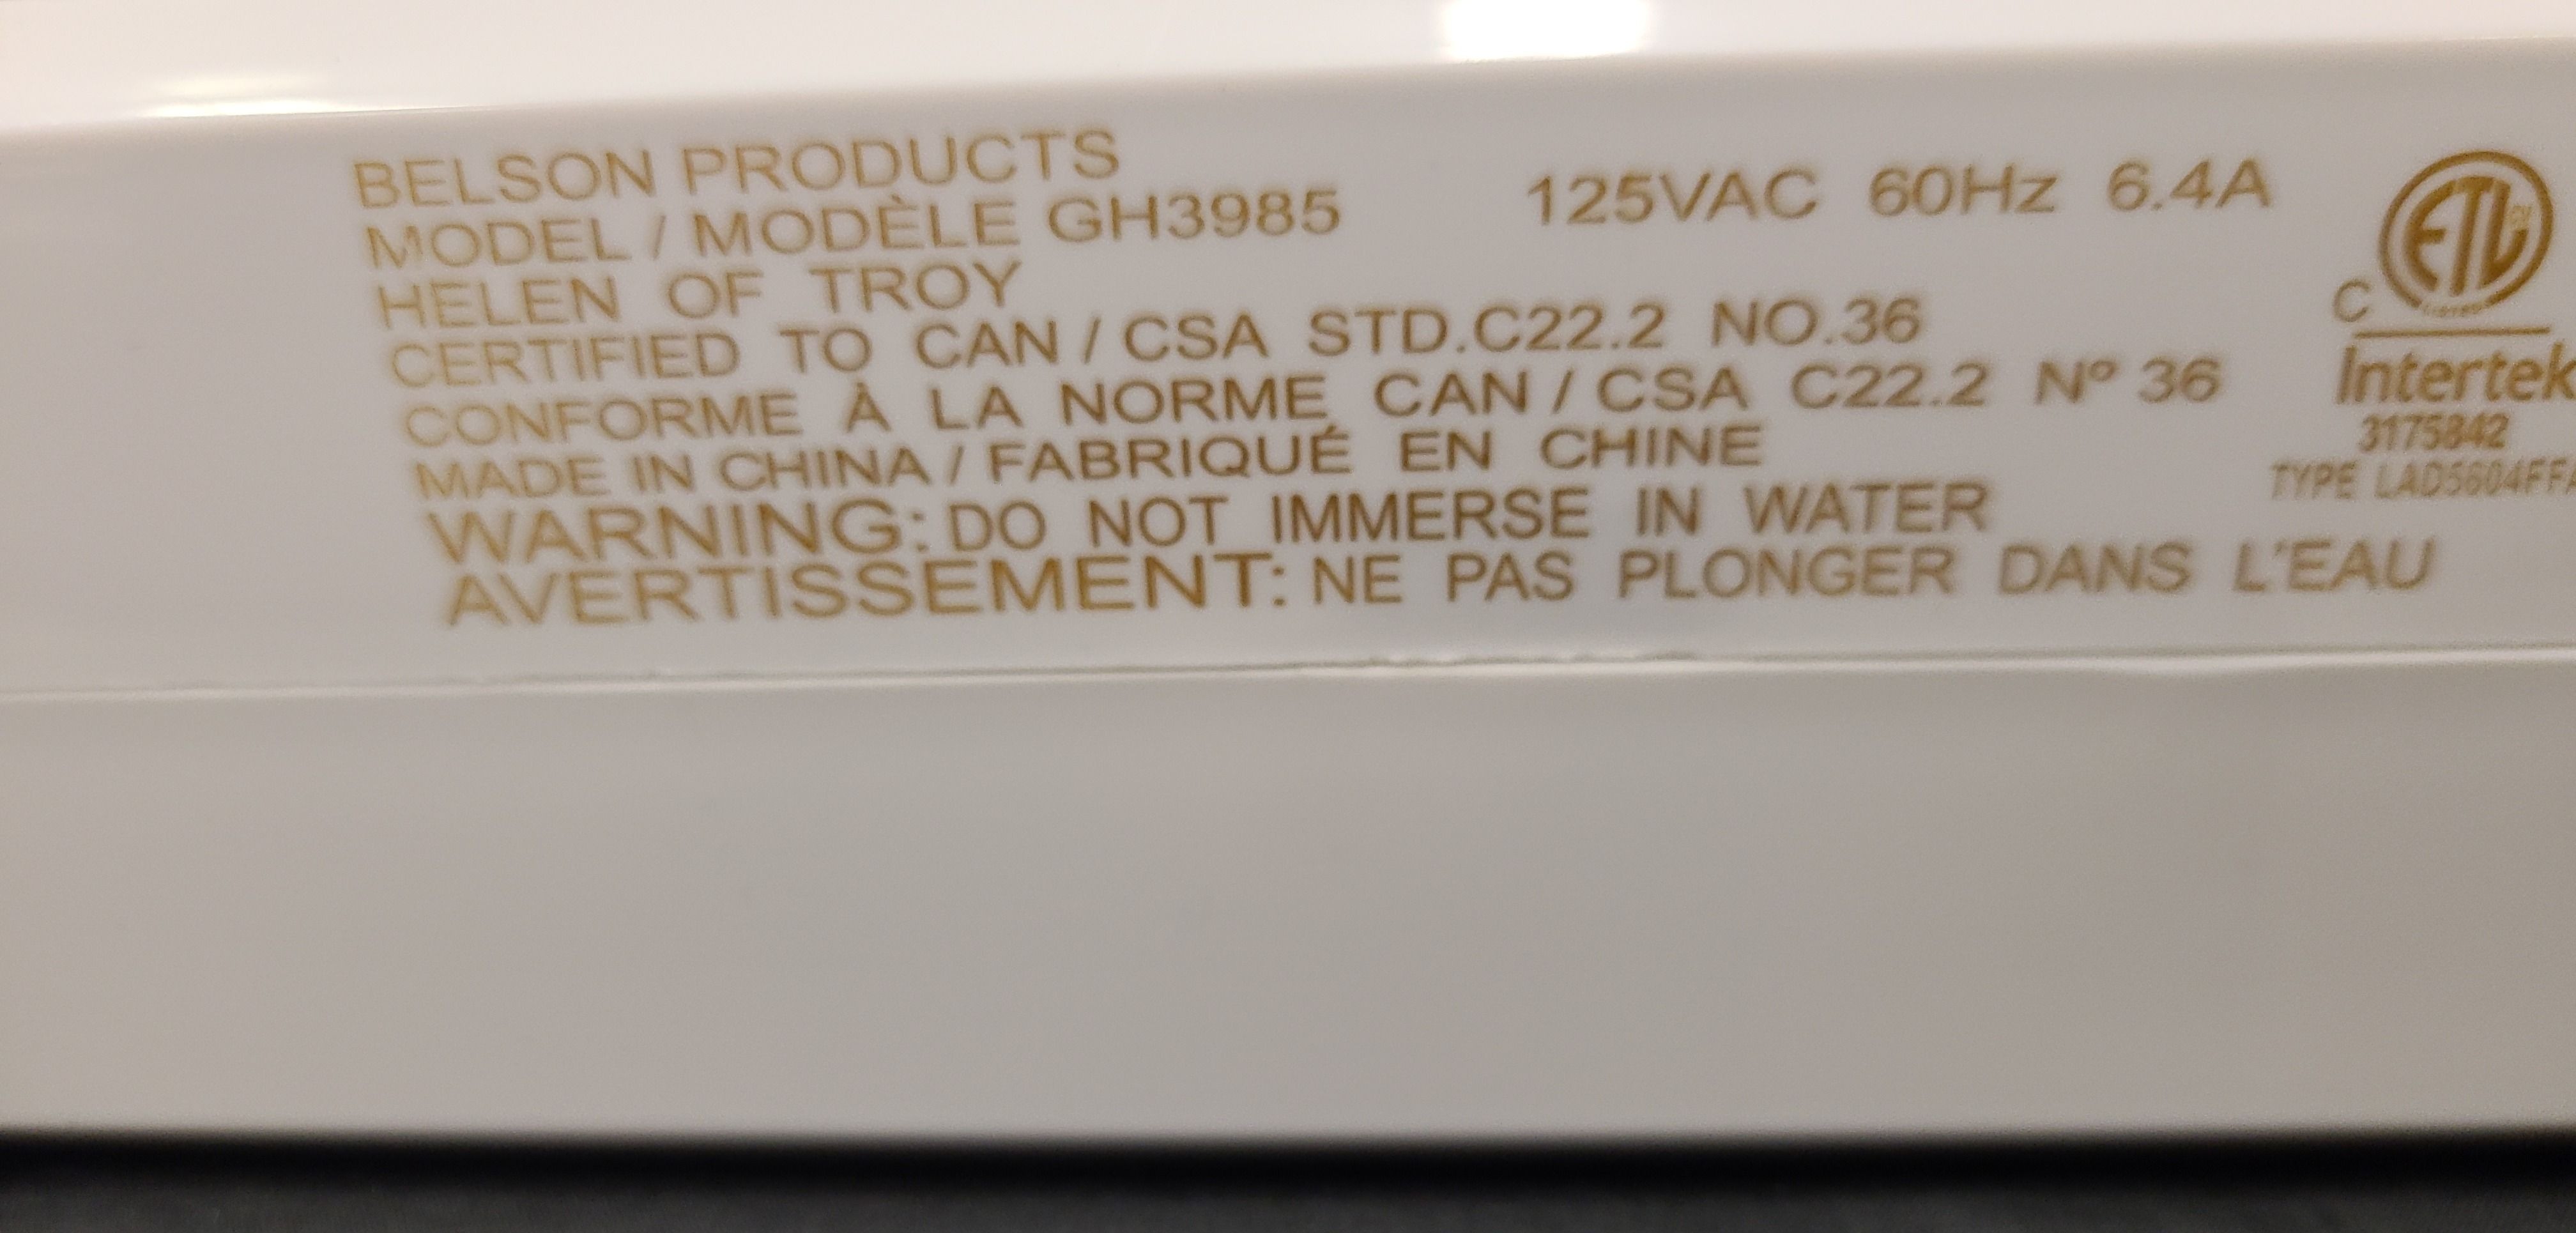 BELSON PRODUCTS
MODEL / MODÈLE GH3985
125VAC 60Hz 6.4A
HELEN OF TROY
CERTIFIED TO CAN / CSA STD.C22.2 NO.36
CONFORME À LA NORME CAN / CSA C22.2 Nº 36
MADE IN CHINA / FABRIQUÉ EN CHINE
WARNING: DO NOT IMMERSE IN WATER
AVERTISSEMENT: NE PAS PLONGER DANS L'EAU
ETL
C
Intertek
3175842
TYPE